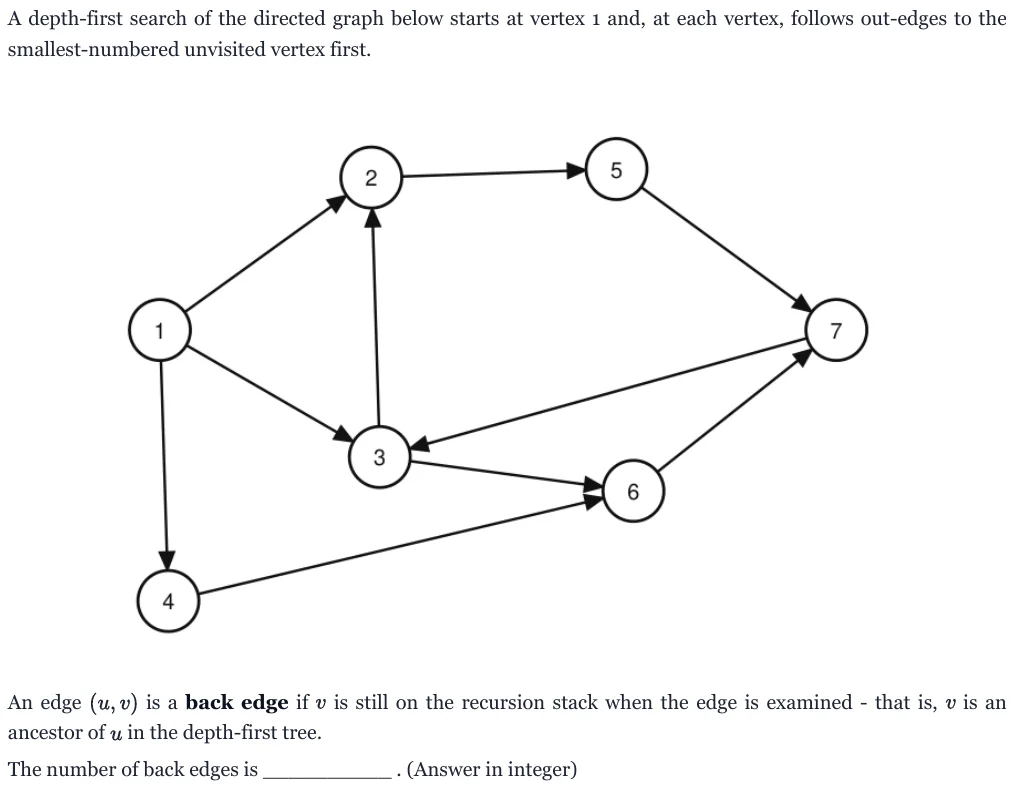 A depth-first search of the directed graph below starts at vertex 1 and, at each vertex, follows out-edges to the
smallest-numbered unvisited vertex first.
2
5
1
7
3
6
4
An edge (u, v) is a back edge if v is still on the recursion stack when the edge is examined - that is, v is an
ancestor of u in the depth-first tree.
The number of back edges is ____________ . (Answer in integer)